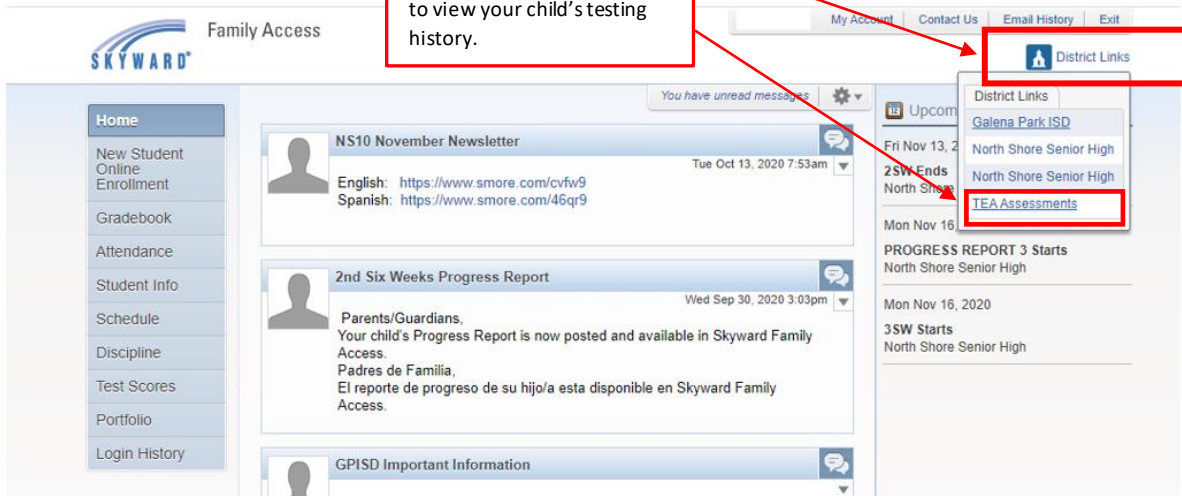 to view your child's testing
history.
SKYWARD
Family Access
My Account
Contact Us
Email History
Exit
District Links
You have unread messages
Home
New Student
Online
Enrollment
Gradebook
Attendance
Student Info
Schedule
Discipline
Test Scores
Portfolio
Login History
NS10 November Newsletter
Tue Oct 13, 2020 7:53am
English: https://www.smore.com/cvfw9
Spanish: https://www.smore.com/46qr9
2nd Six Weeks Progress Report
Wed Sep 30, 2020 3:03pm
Parents/Guardians,
Your child's Progress Report is now posted and available in Skyward Family
Access.
Padres de Familia,
El reporte de progreso de su hijo/a esta disponible en Skyward Family
Access.
GPISD Important Information
District Links
Galena Park ISD
North Shore Senior High
North Shore Senior High
TEA Assessments
Upcom
Fri Nov 13, 2
2SW Ends
North Shore
Mon Nov 16,
PROGRESS REPORT 3 Starts
North Shore Senior High
Mon Nov 16, 2020
3SW Starts
North Shore Senior High